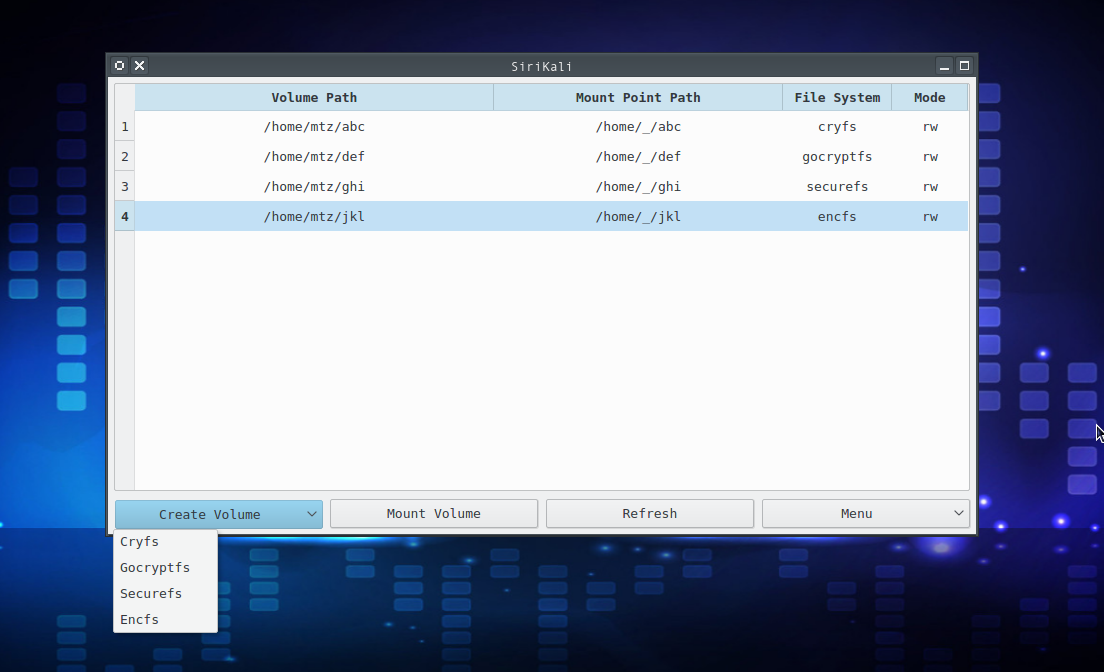 SiriKali
Volume Path Mount Point Path File System Mode
1 /home/mtz/abc /home/_/abc cryfs rw
2 /home/mtz/def /home/_/def gocryptfs rw
3 /home/mtz/ghi /home/_/ghi securefs rw
4 /home/mtz/jkl /home/_/jkl encfs rw
Create Volume Mount Volume Refresh Menu
Cryfs
Gocryptfs
Securefs
Encfs